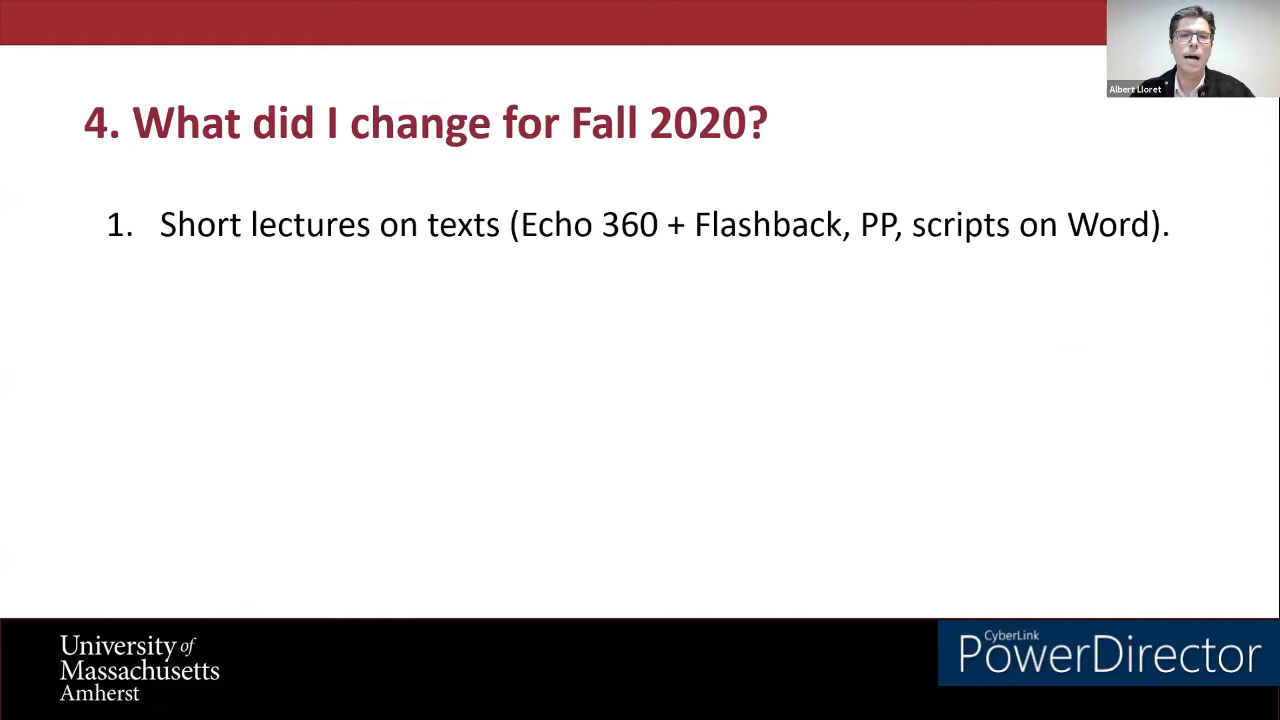 Albert Lloret
4. What did I change for Fall 2020?
1. Short lectures on texts (Echo 360 + Flashback, PP, scripts on Word).
University of
Massachusetts
Amherst
CyberLink
PowerDirector